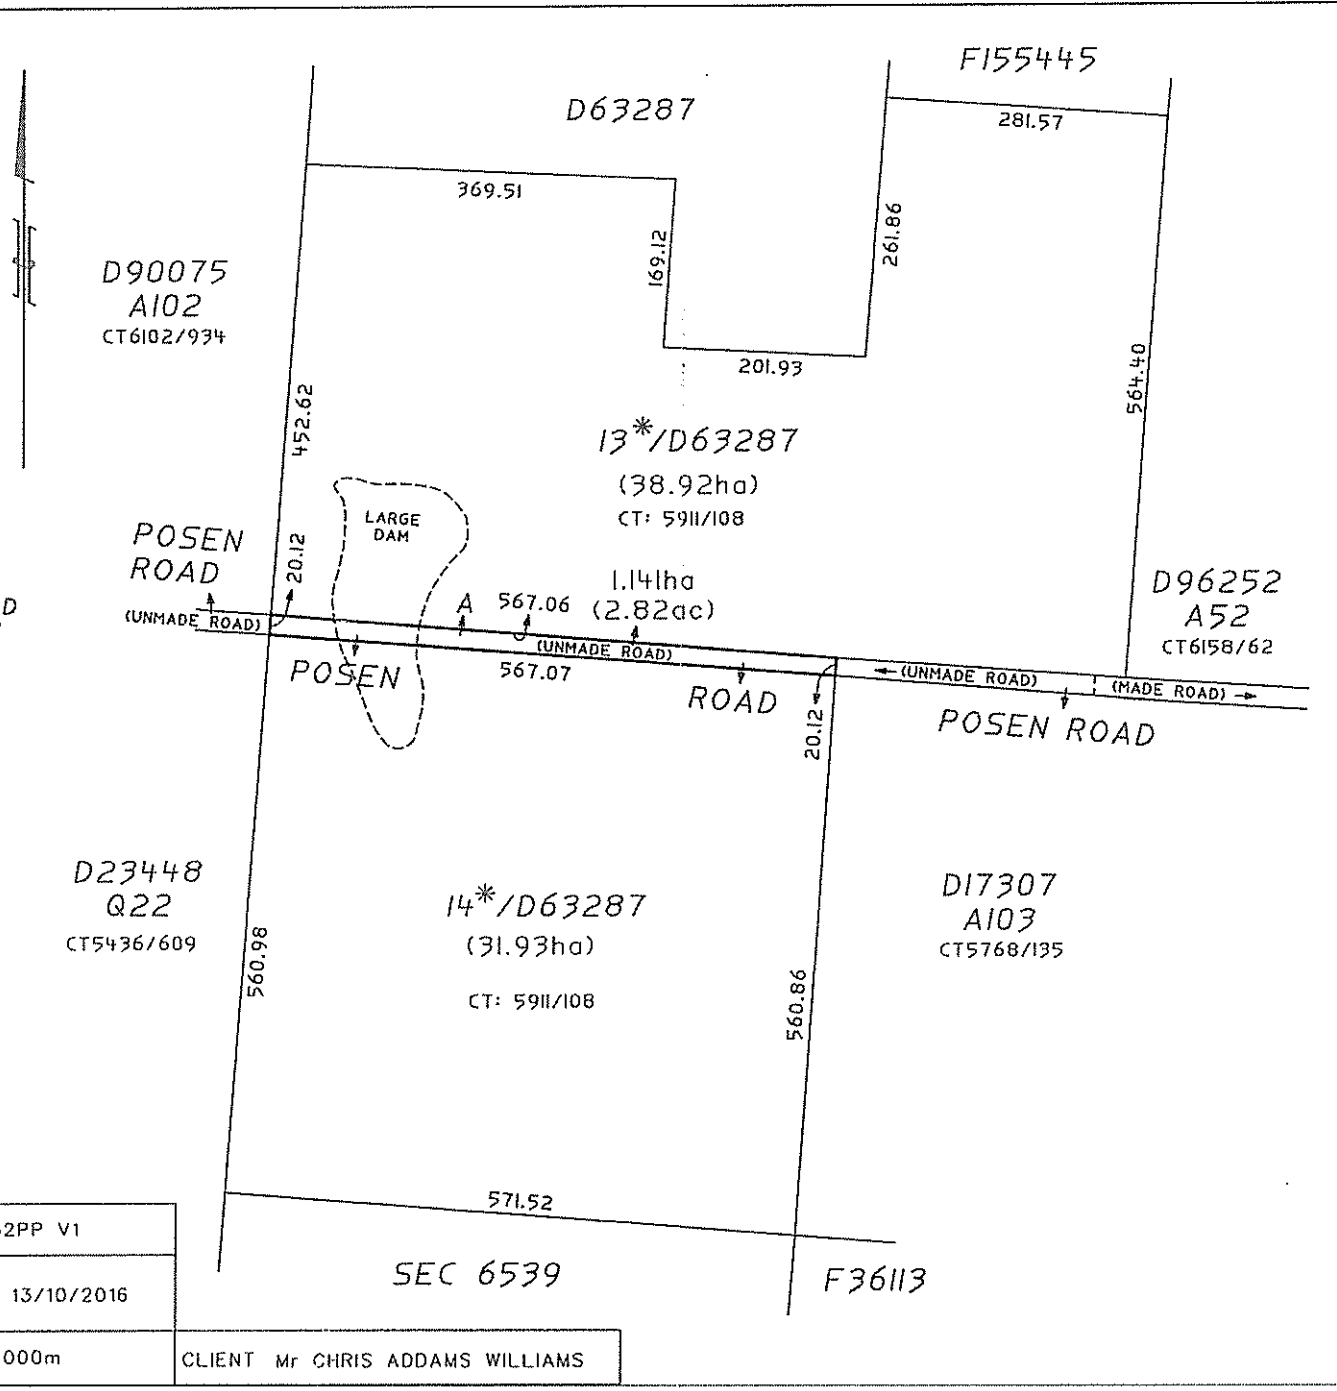 F155445
D63287
281.57
369.51
169.12
261.86
D90075
A102
CT6102/934
201.93
564.40
452.62
13*/D63287
(38.92ha)
CT: 5911/108
LARGE
DAM
POSEN
ROAD
20.12
1.141ha
(2.82ac)
D96252
A52
CT6158/62
D
(UNMADE ROAD)
A
567.06
(UNMADE ROAD)
567.07
POSEN
ROAD
(UNMADE ROAD)
(MADE ROAD)
POSEN ROAD
20.12
D23448
Q22
CT5436/609
14*/D63287
(31.93ha)
CT: 5911/108
D17307
A103
CT5768/135
560.98
560.86
571.52
SEC 6539
F36113
2PP V1
13/10/2016
000m
CLIENT Mr CHRIS ADDAMS WILLIAMS